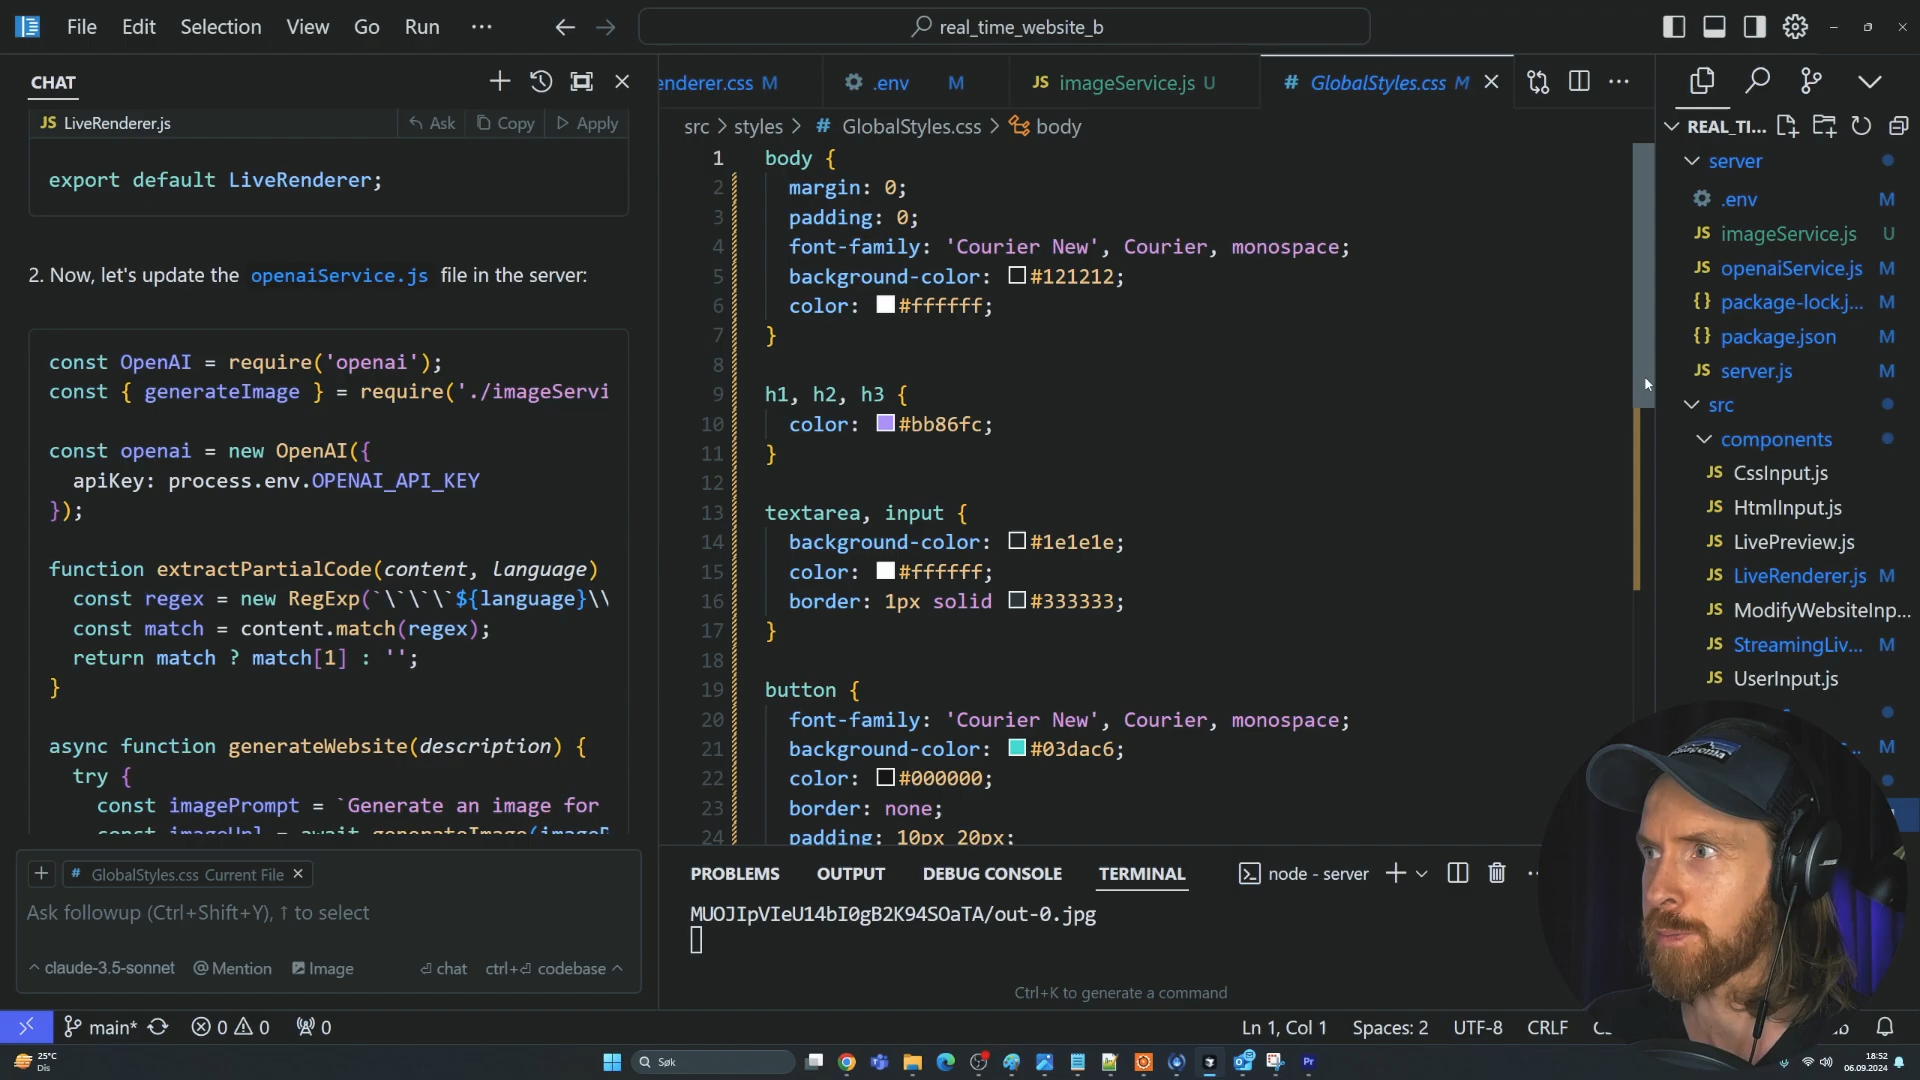 File Edit Selection View Go Run ···
real_time_website_b
CHAT
JS LiveRenderer.js Ask Copy Apply
export default LiveRenderer;
2. Now, let's update the openaiService.js file in the server:
const OpenAI = require('openai');
const { generateImage } = require('./imageServi
const openai = new OpenAI({
apiKey: process.env.OPENAI_API_KEY
});
function extractPartialCode(content, language)
const regex = new RegExp(`\`\`\`${language}\\
const match = content.match(regex);
return match ? match[1] : '';
}
async function generateWebsite(description) {
try {
const imagePrompt = `Generate an image for
const imageUrl = await generateImage(imageP
# GlobalStyles.css Current File ×
Ask followup (Ctrl+Shift+Y), ↑ to select
^ claude-3.5-sonnet @ Mention Image ⏎ chat ctrl+⏎ codebase ^
enderer.css M .env M JS imageService.js U # GlobalStyles.css M
src > styles > # GlobalStyles.css > body
1 body {
2 margin: 0;
3 padding: 0;
4 font-family: 'Courier New', Courier, monospace;
5 background-color: #121212;
6 color: #ffffff;
7 }
8
9 h1, h2, h3 {
10 color: #bb86fc;
11 }
12
13 textarea, input {
14 background-color: #1e1e1e;
15 color: #ffffff;
16 border: 1px solid #333333;
17 }
18
19 button {
20 font-family: 'Courier New', Courier, monospace;
21 background-color: #03dac6;
22 color: #000000;
23 border: none;
24 padding: 10px 20px;
PROBLEMS OUTPUT DEBUG CONSOLE TERMINAL node - server
MUOJIpVIeU14bI0gB2K94SOaTA/out-0.jpg
Ctrl+K to generate a command
REAL_TI...
server
.env M
JS imageService.js U
JS openaiService.js M
{} package-lock.j... M
{} package.json M
JS server.js M
src
components
JS CssInput.js
JS HtmlInput.js
JS LivePreview.js
JS LiveRenderer.js M
JS ModifyWebsiteInp...
JS StreamingLiv... M
JS UserInput.js
M
main* 0 0 0
Ln 1, Col 1 Spaces: 2 UTF-8 CRLF
25°C
Dis
Søk
Pr
18:52
06.09.2024